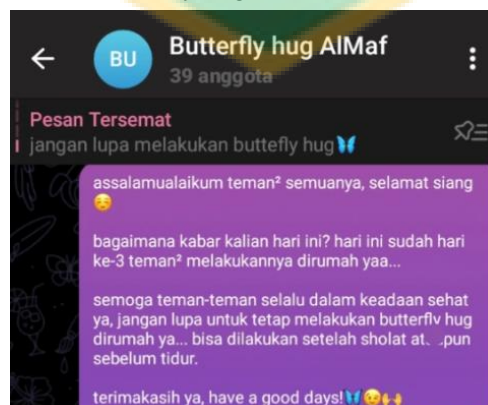 BU
Butterfly hug AlMaf
39 anggota
Pesan Tersemat
jangan lupa melakukan buttefly hug🦋
assalamualaikum teman² semuanya, selamat siang
☺️
bagaimana kabar kalian hari ini? hari ini sudah hari
ke-3 teman² melakukannya dirumah yaa...
semoga teman-teman selalu dalam keadaan sehat
ya, jangan lupa untuk tetap melakukan butterfly hug
dirumah ya... bisa dilakukan setelah sholat
sebelum tidur.
terimakasih ya, have a good days!🦋😉🙌